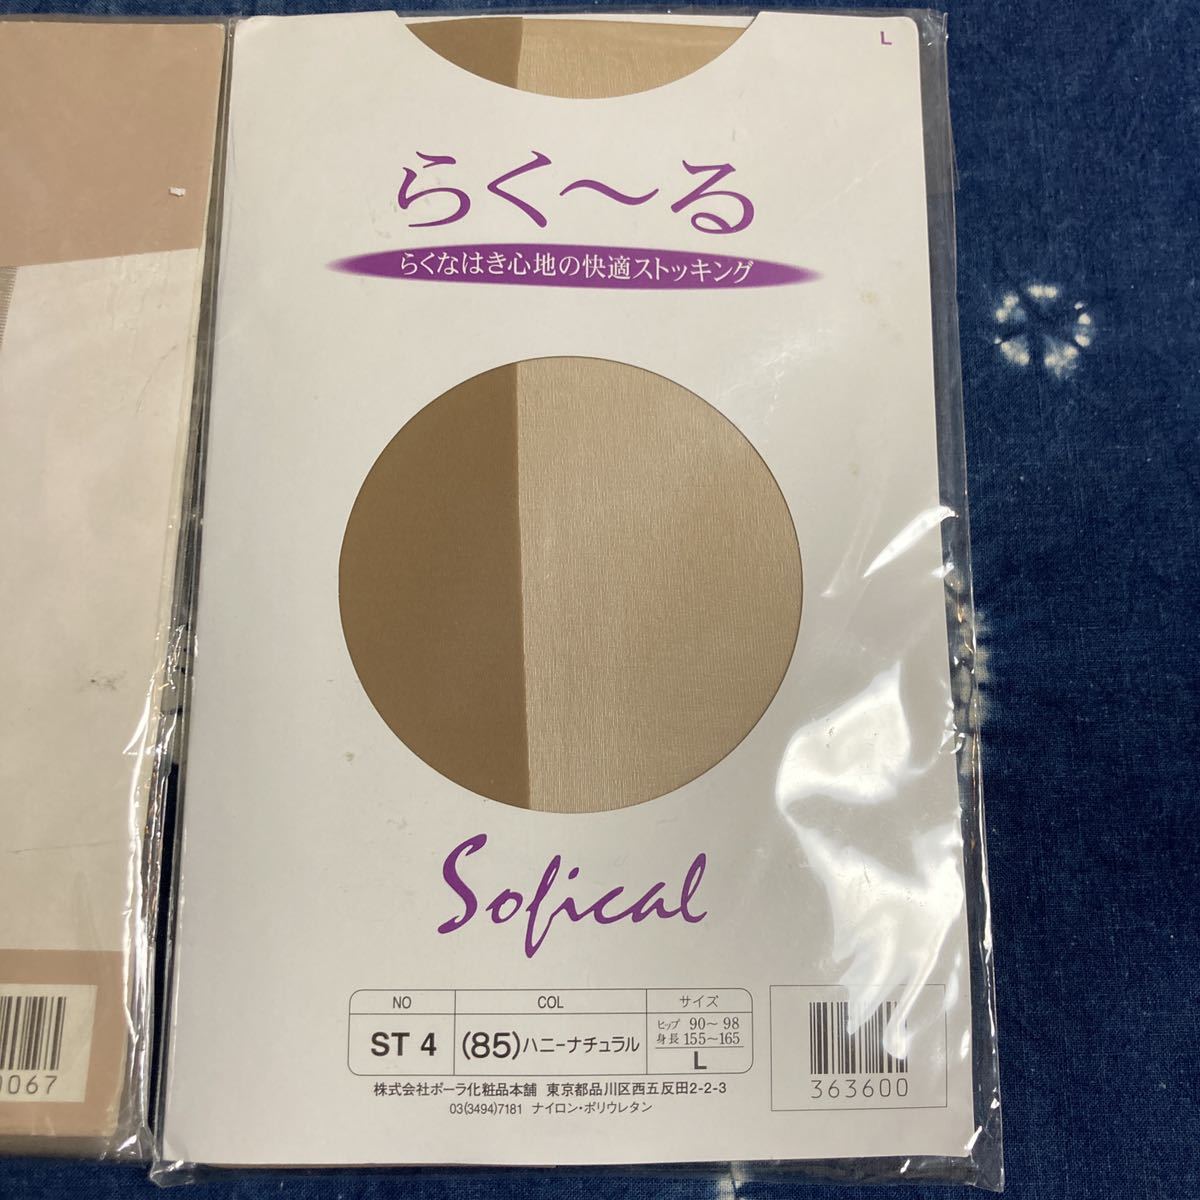 L
らく〜る
らくなはき心地の快適ストッキング
Sofical
NO COL サイズ
ST 4 (85)ハニーナチュラル ヒップ 90〜98
身長 155〜165
L
株式会社ポーラ化粧品本舗 東京都品川区西五反田2-2-3
03(3494)7181 ナイロン・ポリウレタン
363600
0067